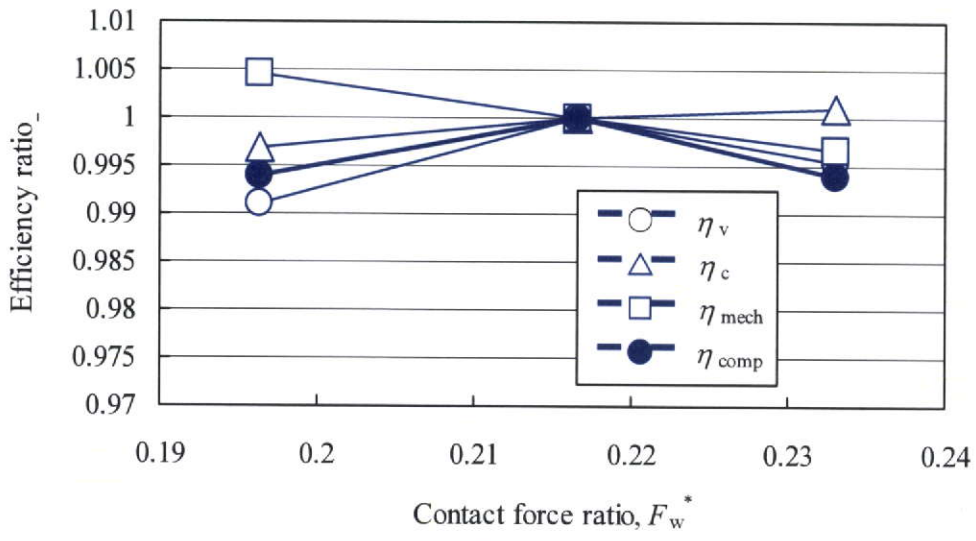 1.01
1.005
1
0.995
0.99
0.985
0.98
0.975
0.97
Efficiency ratio_
0.19 0.2 0.21 0.22 0.23 0.24
Contact force ratio, F_w^*
η v
η c
η mech
η comp